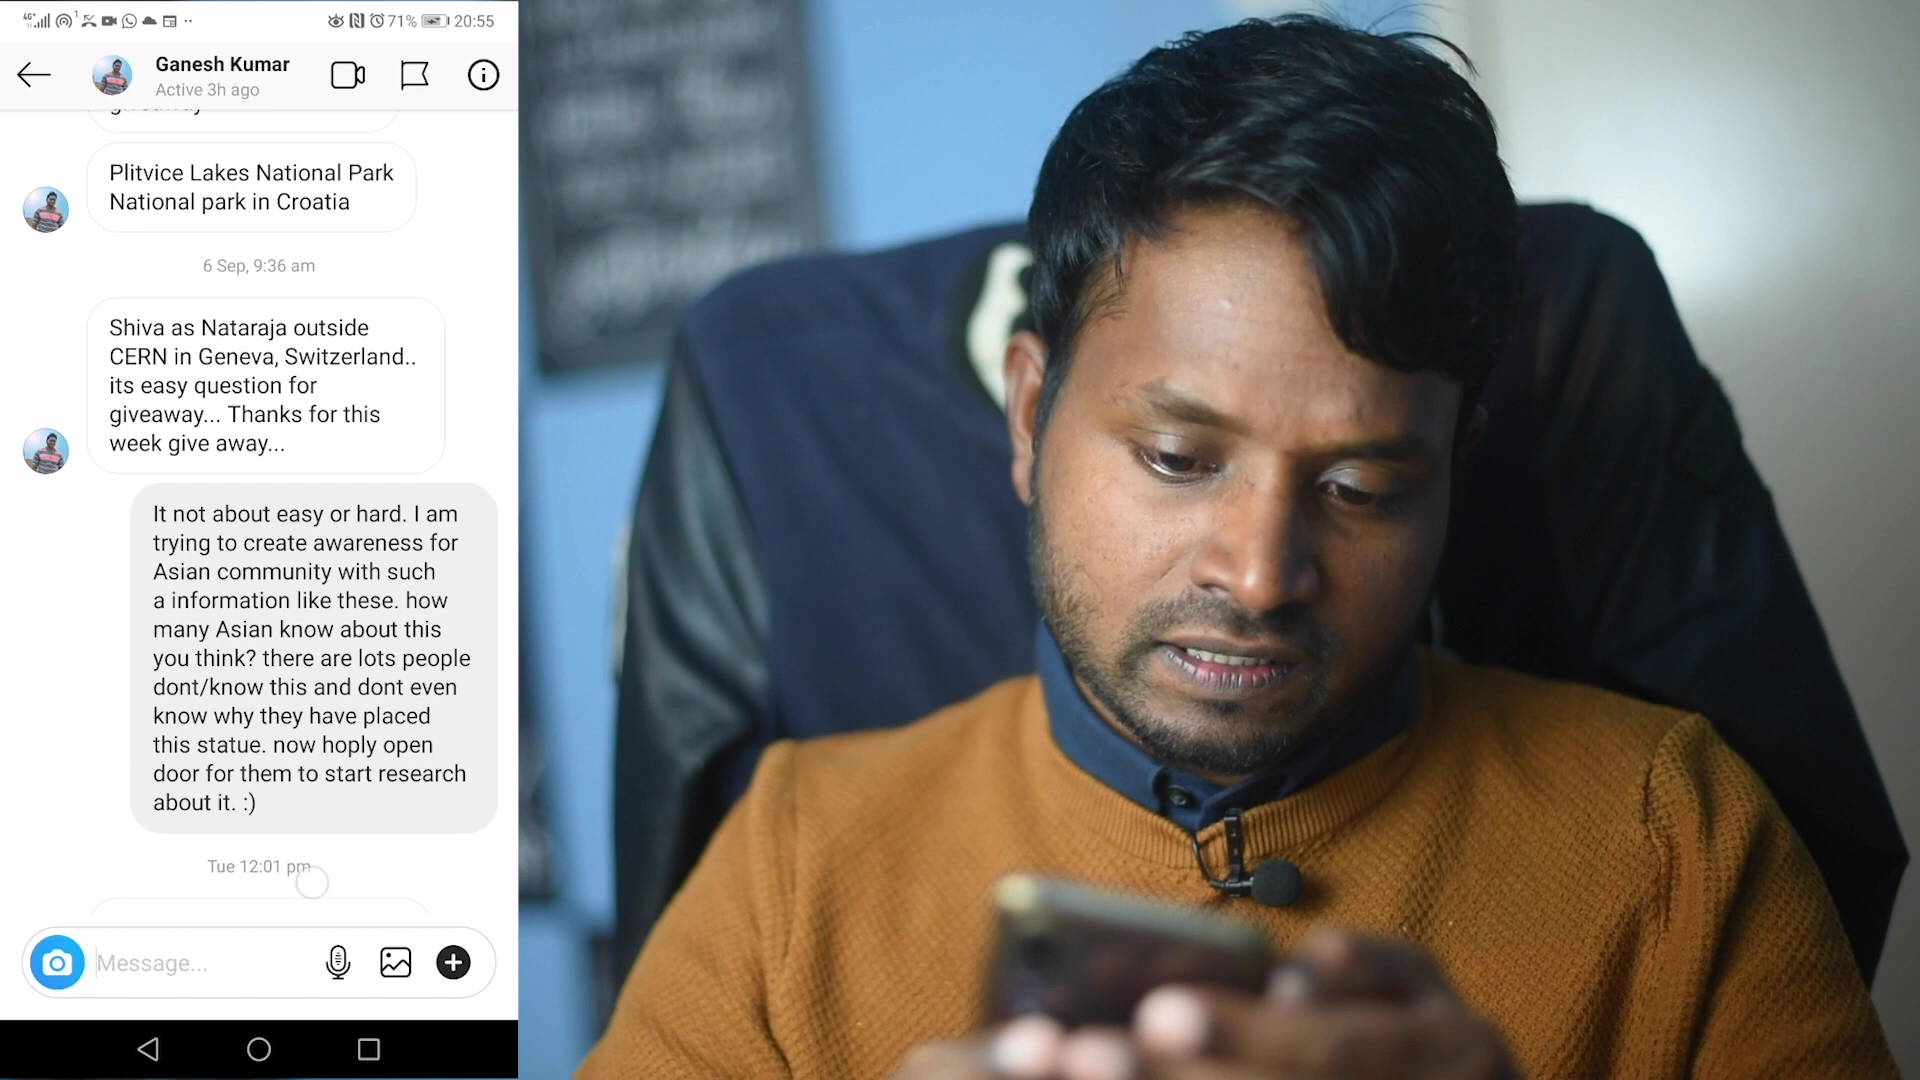 4G
1
71%
20:55
Ganesh Kumar
Active 3h ago
Plitvice Lakes National Park
National park in Croatia
6 Sep, 9:36 am
Shiva as Nataraja outside
CERN in Geneva, Switzerland..
its easy question for
giveaway... Thanks for this
week give away...
It not about easy or hard. I am
trying to create awareness for
Asian community with such
a information like these. how
many Asian know about this
you think? there are lots people
dont/know this and dont even
know why they have placed
this statue. now hoply open
door for them to start research
about it. :)
Tue 12:01 pm
Message...